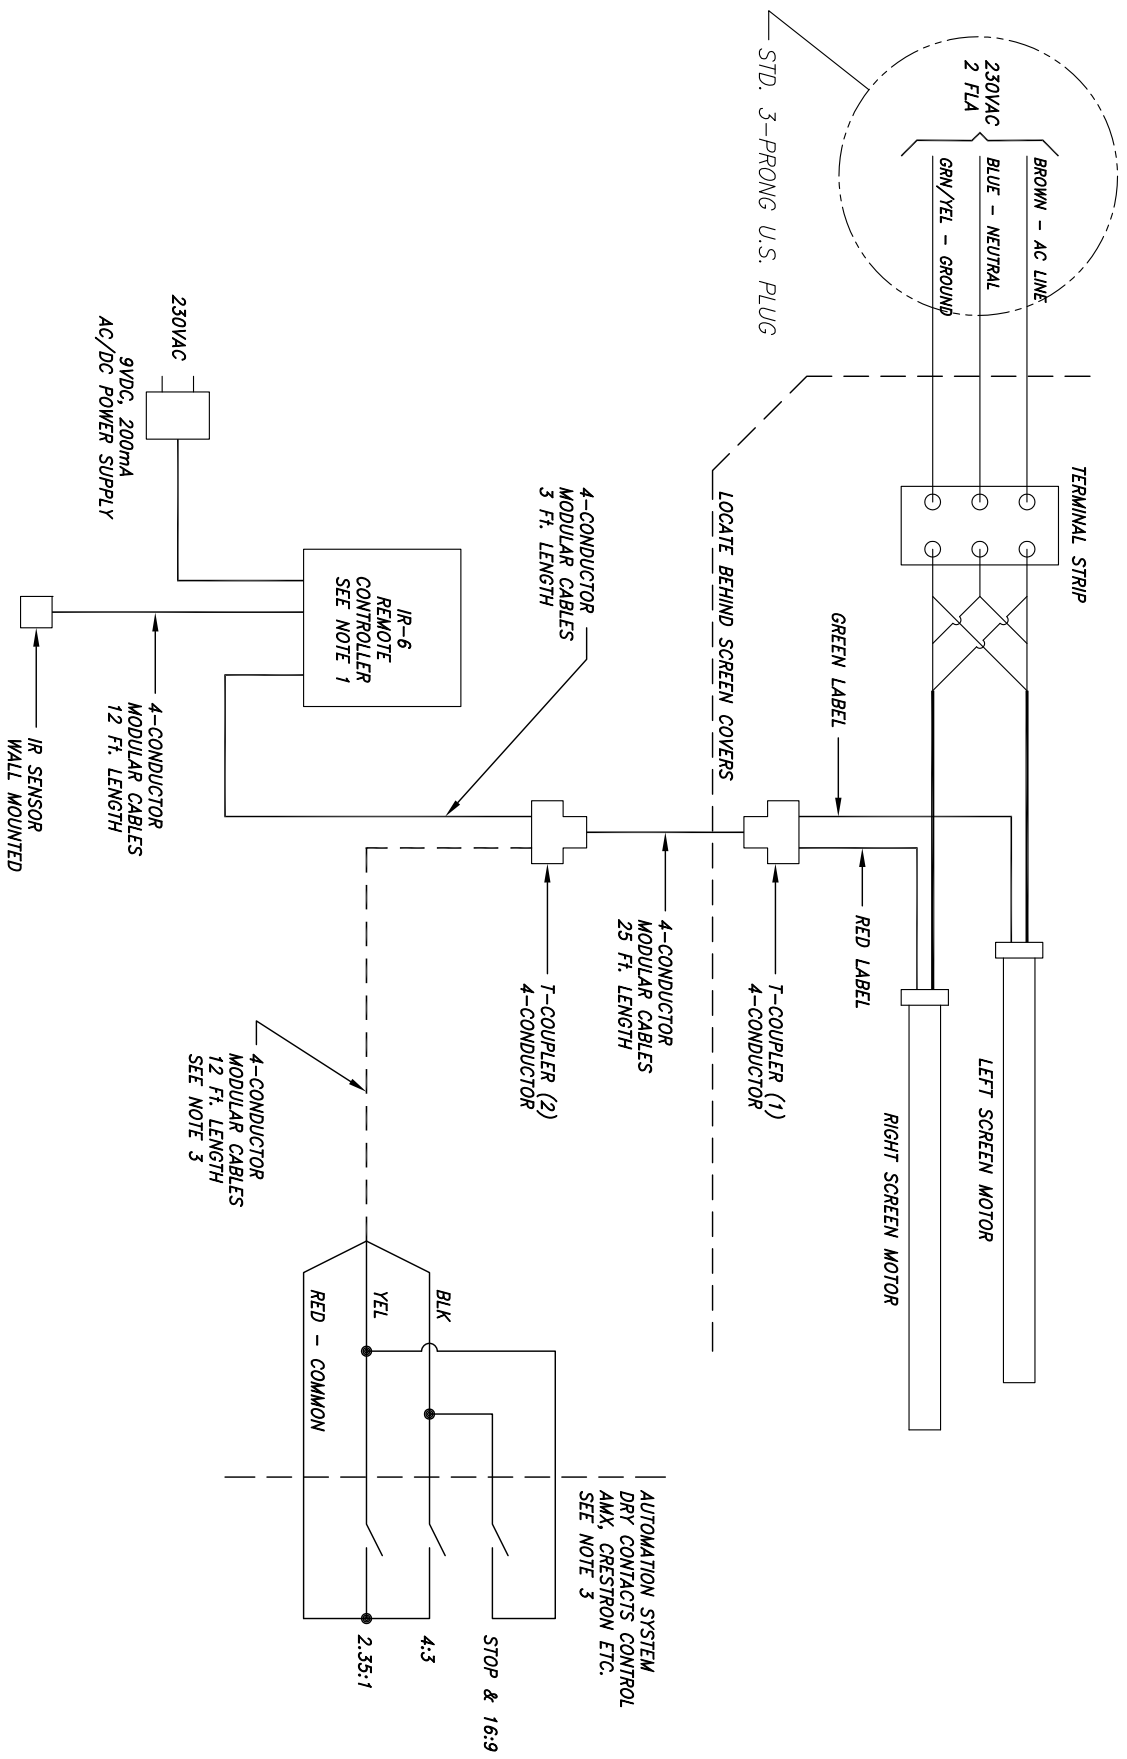 230VAC
2 FLA
BROWN - AC LINE
BLUE - NEUTRAL
GRN/YEL - GROUND
STD. 3-PRONG U.S. PLUG
TERMINAL STRIP
LOCATE BEHIND SCREEN COVERS
GREEN LABEL
RED LABEL
LEFT SCREEN MOTOR
RIGHT SCREEN MOTOR
T-COUPLER (1)
4-CONDUCTOR
4-CONDUCTOR
MODULAR CABLES
25 Ft. LENGTH
T-COUPLER (2)
4-CONDUCTOR
4-CONDUCTOR
MODULAR CABLES
3 Ft. LENGTH
230VAC
9VDC, 200mA
AC/DC POWER SUPPLY
IR-6
REMOTE
CONTROLLER
SEE NOTE 1
4-CONDUCTOR
MODULAR CABLES
12 Ft. LENGTH
IR SENSOR
WALL MOUNTED
4-CONDUCTOR
MODULAR CABLES
12 Ft. LENGTH
SEE NOTE 3
BLK
YEL
RED - COMMON
AUTOMATION SYSTEM
DRY CONTACTS CONTROL
AMX, CRESTRON ETC.
SEE NOTE 3
STOP & 16:9
4:3
2.35:1